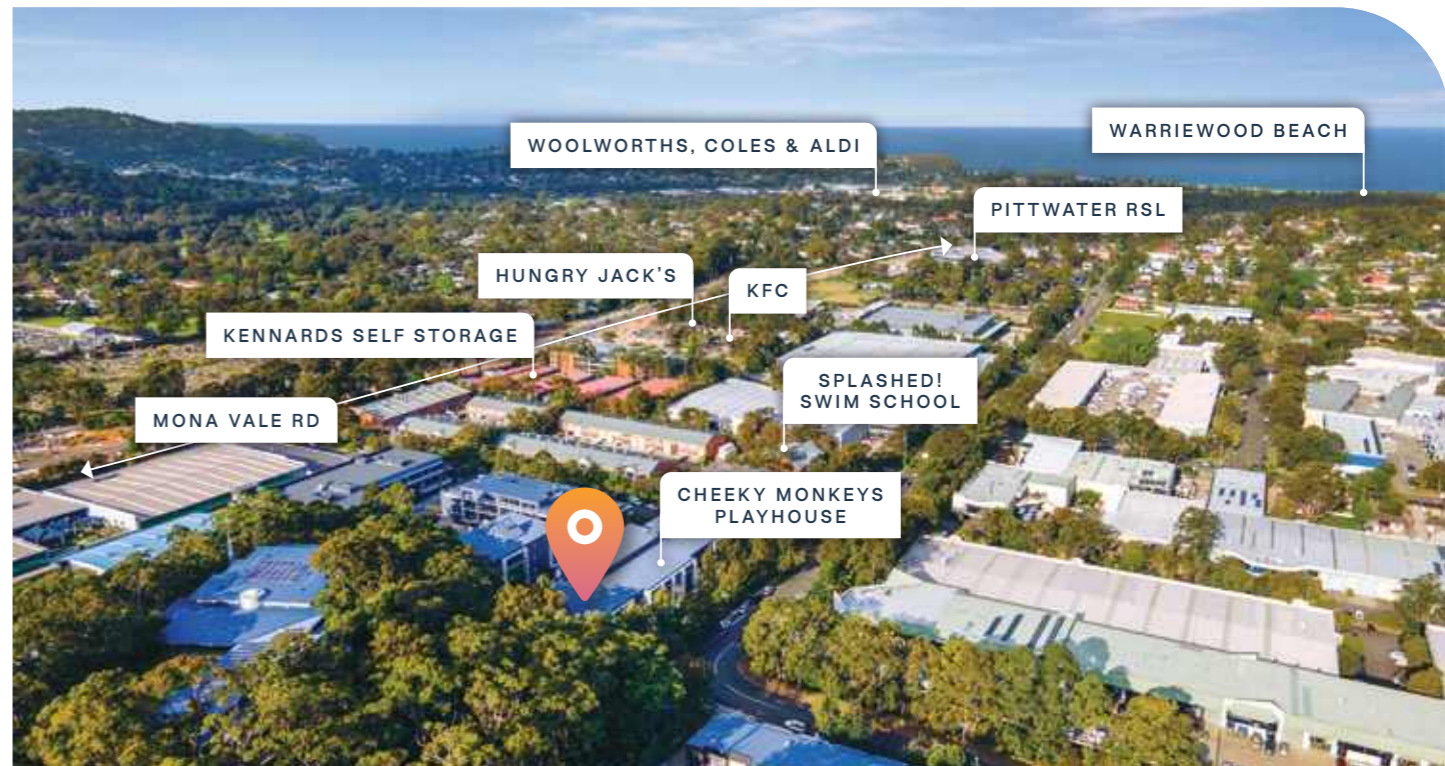 WOOLWORTHS, COLES & ALDI
WARRIEWOOD BEACH
PITTWATER RSL
HUNGRY JACK'S
KFC
KENNARDS SELF STORAGE
SPLASHED!
SWIM SCHOOL
MONA VALE RD
CHEEKY MONKEYS
PLAYHOUSE